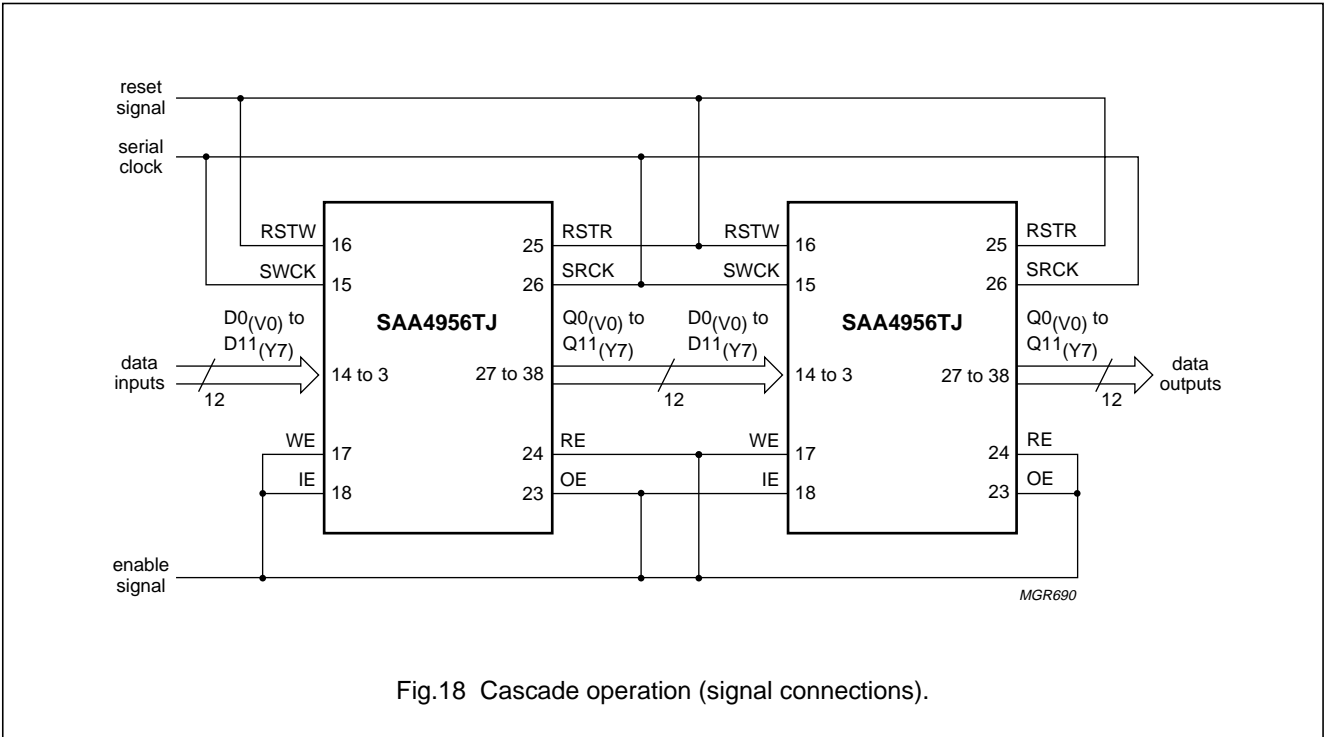 reset
signal
serial
clock
RSTW 16 25 RSTR RSTW 16 25 RSTR
SWCK 15 26 SRCK SWCK 15 26 SRCK
SAA4956TJ SAA4956TJ
D0(V0) to Q0(V0) to D0(V0) to Q0(V0) to
D11(Y7) Q11(Y7) D11(Y7) Q11(Y7)
data
inputs
12 14 to 3 27 to 38 12 14 to 3 27 to 38 12
data
outputs
WE 17 24 RE WE 17 24 RE
IE 18 23 OE IE 18 23 OE
enable
signal
MGR690
Fig.18 Cascade operation (signal connections).